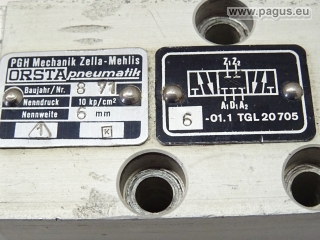 © www.pagus.eu
PGH Mechanik Zella-Mehlis
ORSTA pneumatik
Baujahr/Nr. 8 71
Nenndruck 10 kp/cm²
Nennweite 6 mm
1 K
Z1 Z2
A1 D1 A2
6 -01.1 TGL 20705